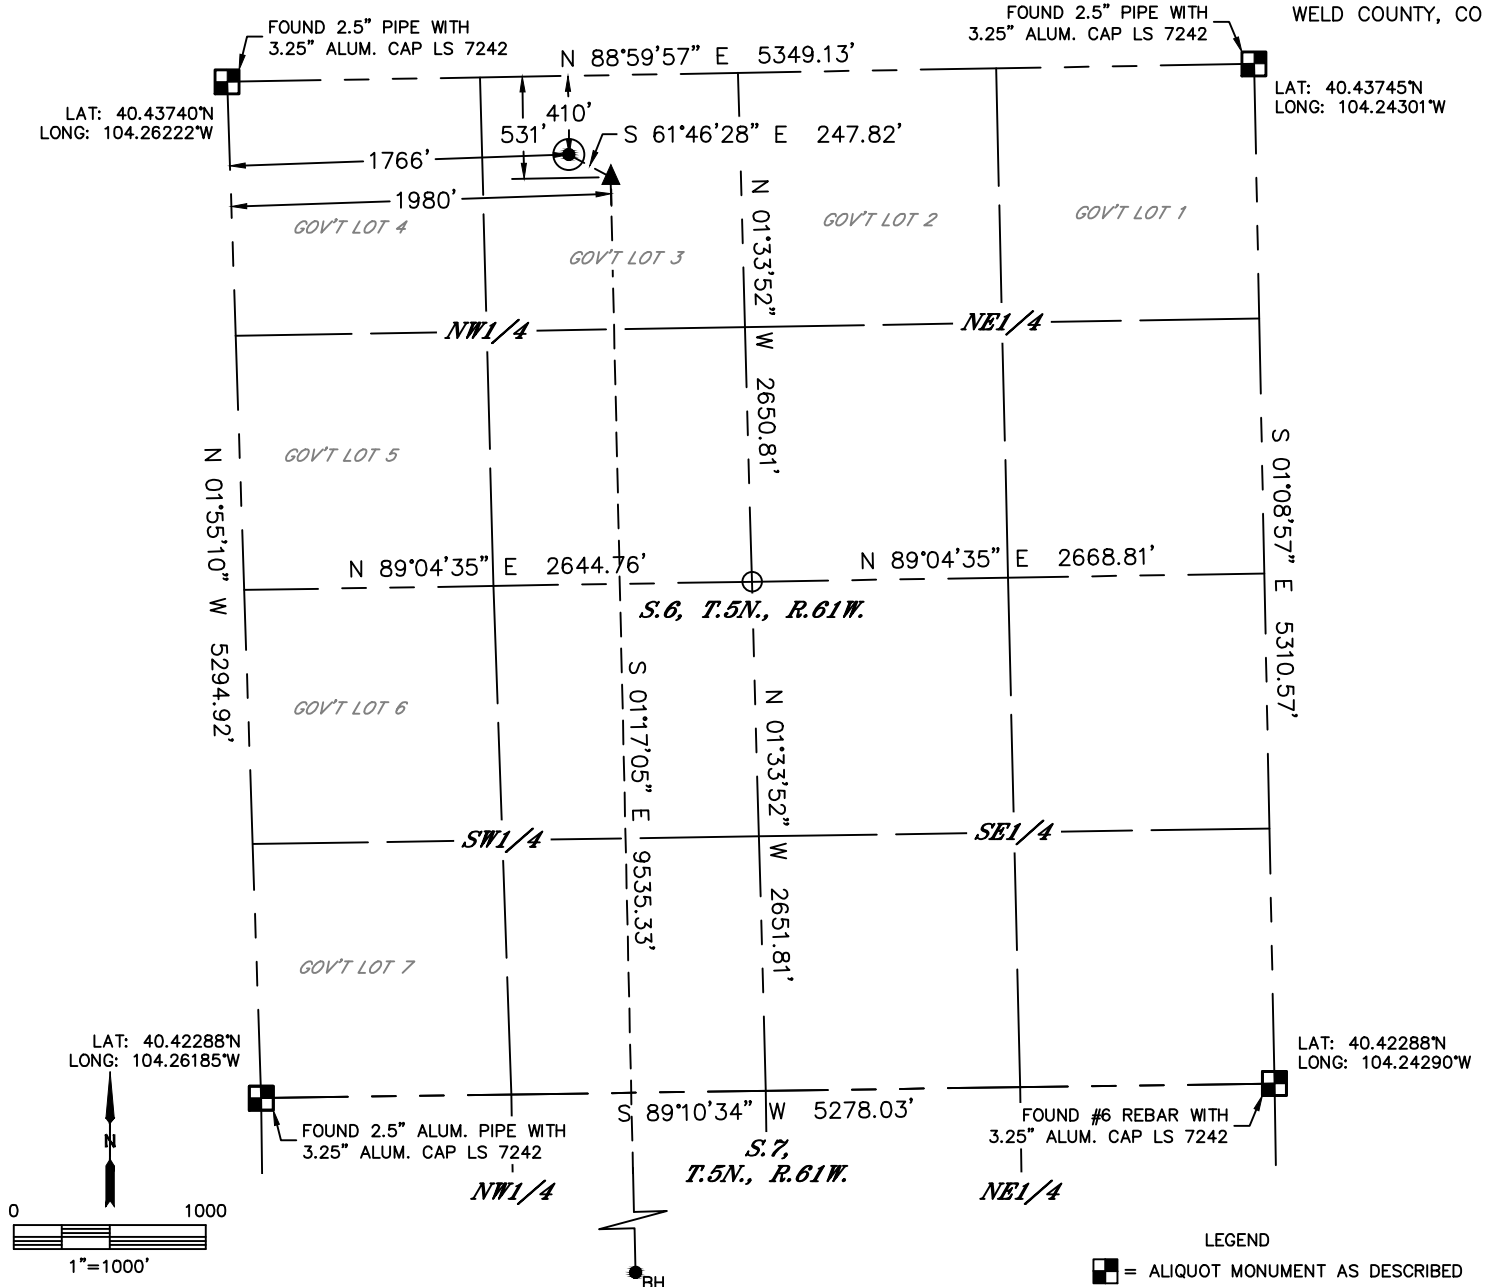 FOUND 2.5" PIPE WITH
3.25" ALUM. CAP LS 7242
FOUND 2.5" PIPE WITH
3.25" ALUM. CAP LS 7242
WELD COUNTY, CO
N 88°59'57" E 5349.13'
LAT: 40.43740°N
LONG: 104.26222°W
LAT: 40.43745°N
LONG: 104.24301°W
410'
531'
S 61°46'28" E 247.82'
1766'
1980'
GOV'T LOT 4
GOV'T LOT 3
GOV'T LOT 2
GOV'T LOT 1
N 01°33'52" W 2650.81'
NW1/4
NE1/4
GOV'T LOT 5
N 01°55'10" W 5294.92'
S 01°08'57" E 5310.57'
N 89°04'35" E 2644.76'
N 89°04'35" E 2668.81'
S.6, T.5N., R.61W.
GOV'T LOT 6
S 01°17'05" E 9535.33'
N 01°33'52" W 2651.81'
SW1/4
SE1/4
GOV'T LOT 7
LAT: 40.42288°N
LONG: 104.26185°W
LAT: 40.42288°N
LONG: 104.24290°W
S 89°10'34" W 5278.03'
FOUND 2.5" ALUM. PIPE WITH
3.25" ALUM. CAP LS 7242
FOUND #6 REBAR WITH
3.25" ALUM. CAP LS 7242
N
S.7,
T.5N., R.61W.
NW1/4
NE1/4
0 1000
1"=1000'
BH
LEGEND
= ALIQUOT MONUMENT AS DESCRIBED